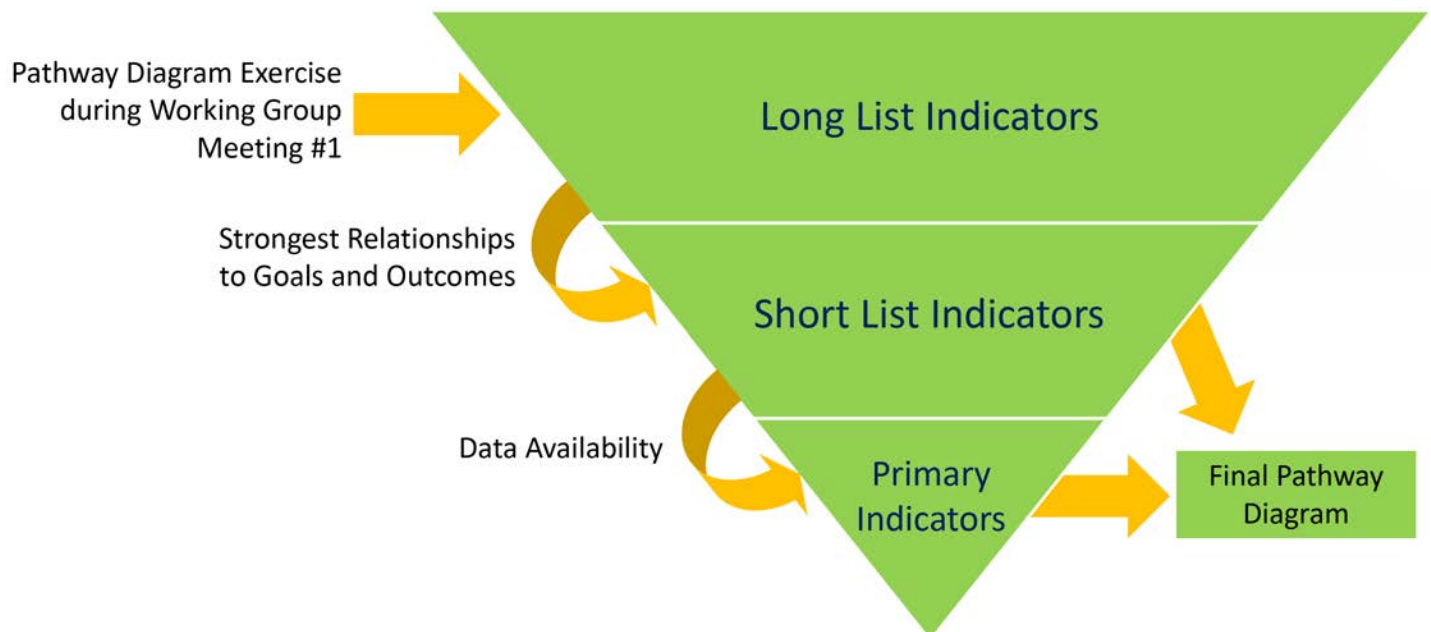 Pathway Diagram Exercise
during Working Group
Meeting #1
Long List Indicators
Strongest Relationships
to Goals and Outcomes
Short List Indicators
Data Availability
Primary
Indicators
Final Pathway
Diagram